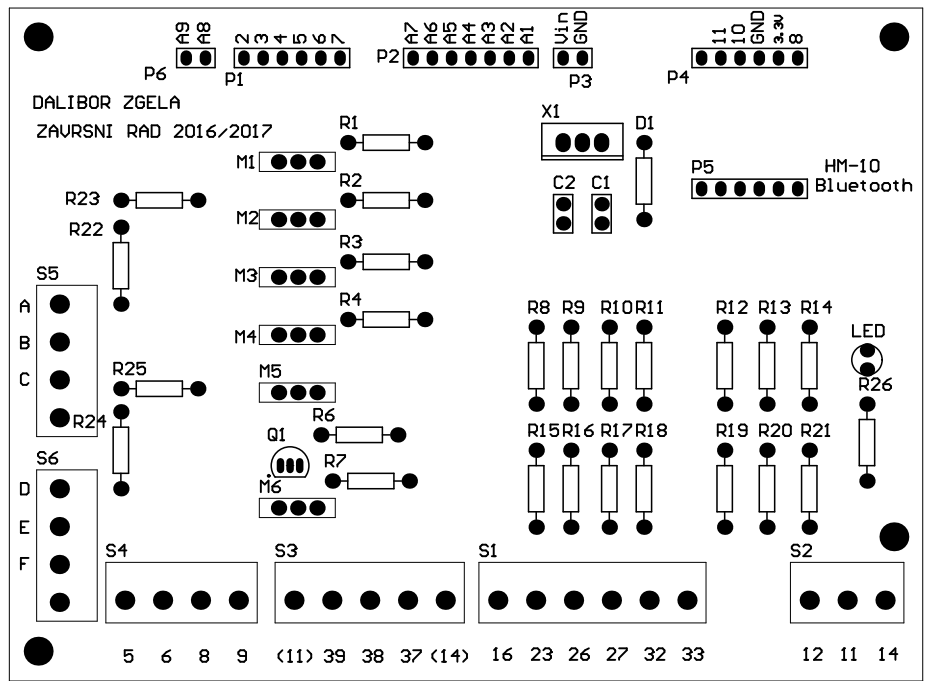 A9 A8
2 3 4 5 6 7
A7 A6 A5 A4 A3 A2 A1
Vin GND
11 10 GND 3.3V 8
P6
P1
P2
P3
P4
DALIBOR ZGELA
ZAVRSNI RAD 2016/2017
R1
X1
D1
M1
P5
HM-10
Bluetooth
R23
R2
C2 C1
R22
M2
R3
S5
M3
A
R4
R8 R9 R10 R11
R12 R13 R14
B
M4
LED
C
R25
M5
R26
R24
R6
Q1
R15 R16 R17 R18
R19 R20 R21
S6
R7
D
M6
E
S4
S3
S1
S2
F
5 6 8 9
(11) 39 38 37 (14)
16 23 26 27 32 33
12 11 14